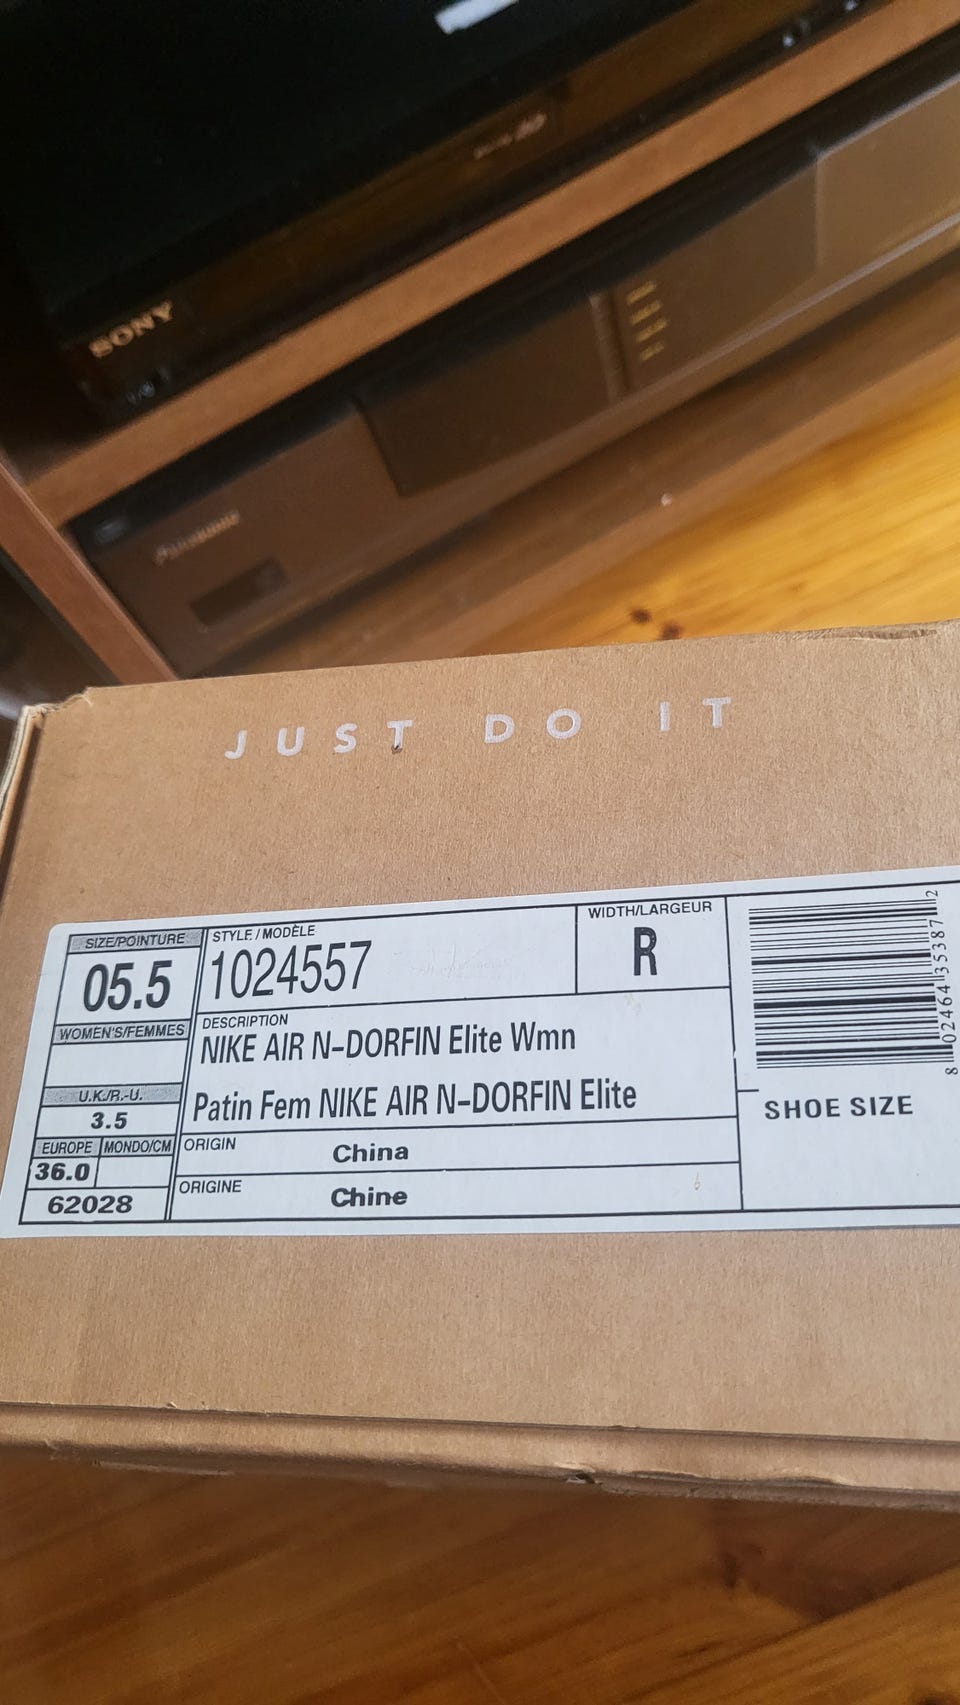 SONY
Panasonic
JUST DO IT
SIZE/POINTURE
05.5
WOMEN'S/FEMMES
U.K./R.-U.
3.5
EUROPE
MONDO/CM
36.0
62028
STYLE / MODÈLE
1024557
WIDTH/LARGEUR
R
DESCRIPTION
NIKE AIR N-DORFIN Elite Wmn
Patin Fem NIKE AIR N-DORFIN Elite
ORIGIN China
ORIGINE Chine
8 02464 35387 2
SHOE SIZE